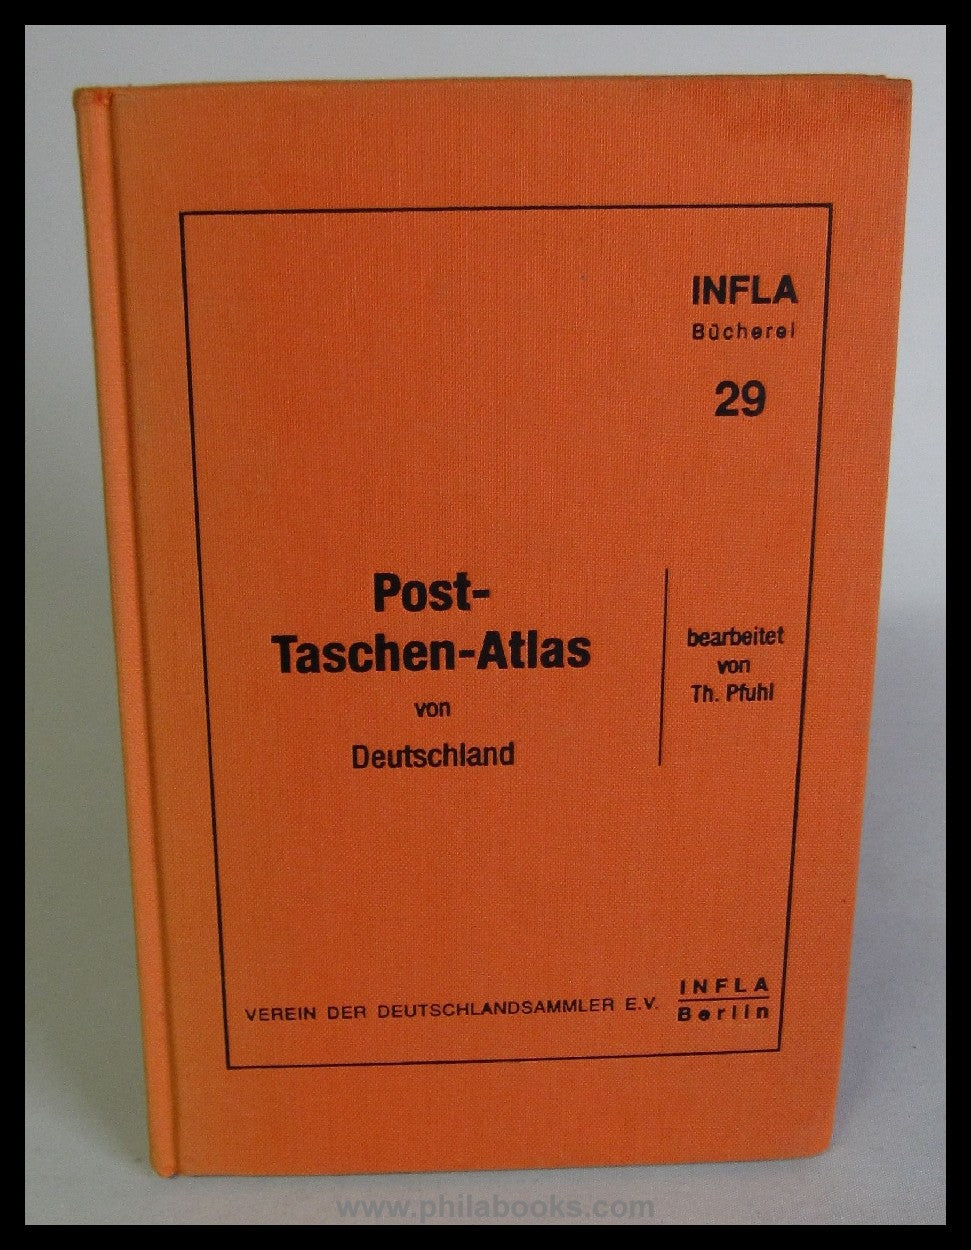 INFLA
Bücherei
29
Post-
Taschen-Atlas
von
Deutschland
bearbeitet
von
Th. Pfuhl
VEREIN DER DEUTSCHLANDSAMMLER E.V.
INFLA
Berlin
www.philabooks.com